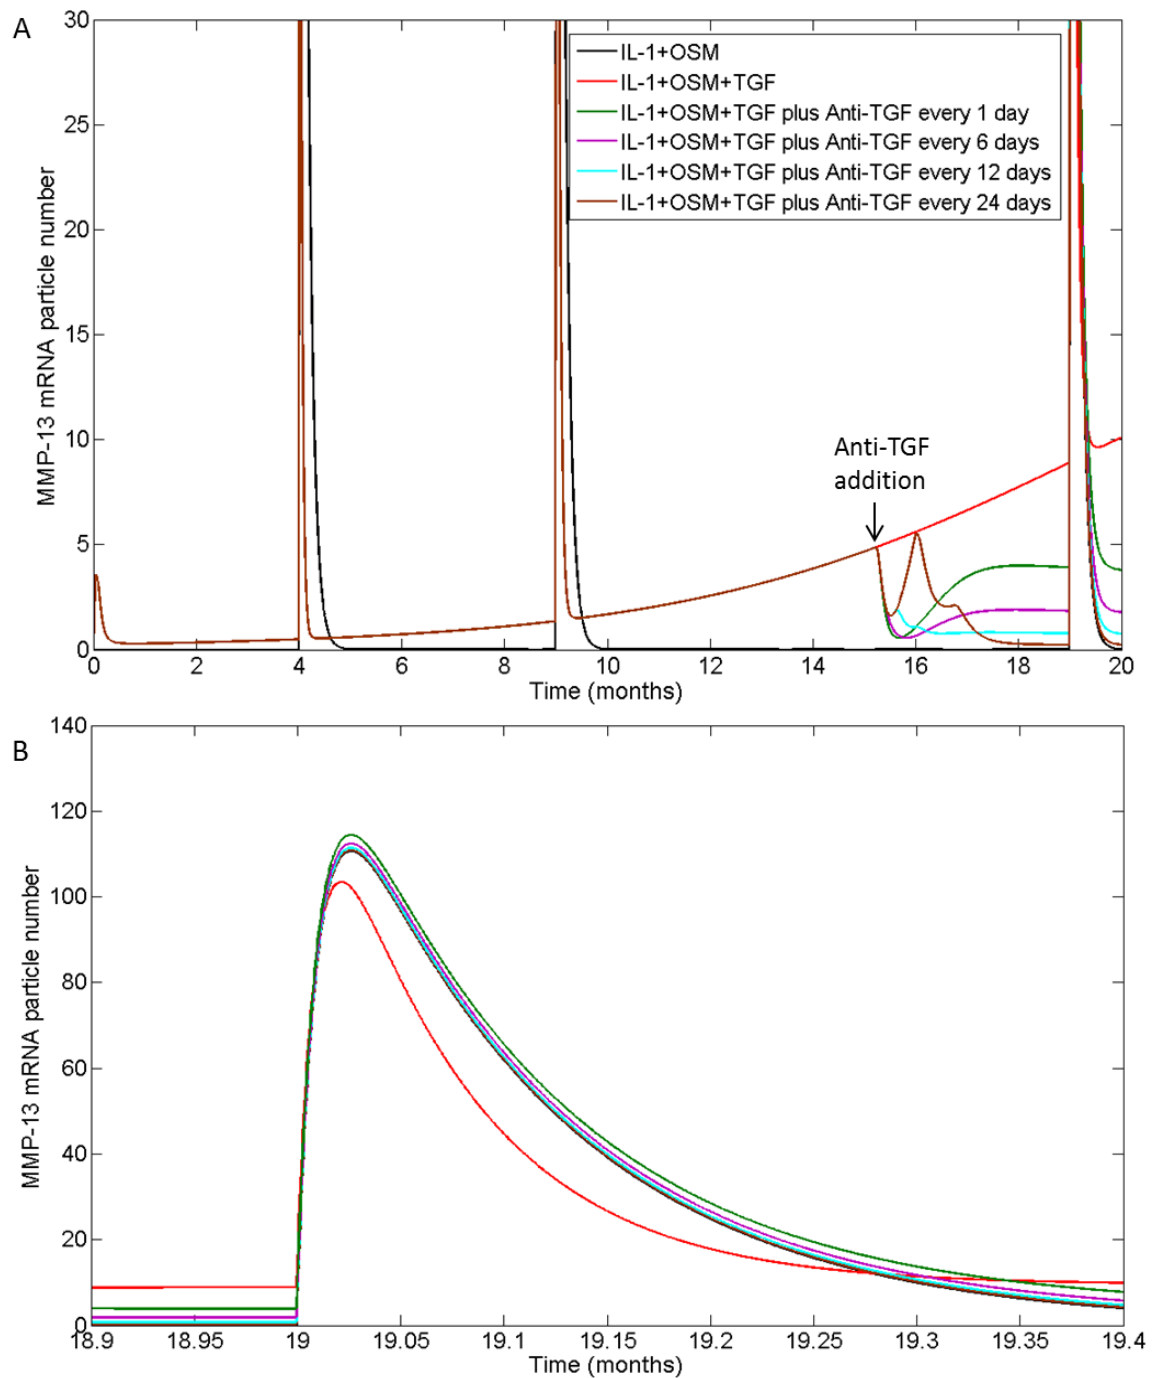 A
30
25
20
15
10
5
0
MMP-13 mRNA particle number
IL-1+OSM
IL-1+OSM+TGF
IL-1+OSM+TGF plus Anti-TGF every 1 day
IL-1+OSM+TGF plus Anti-TGF every 6 days
IL-1+OSM+TGF plus Anti-TGF every 12 days
IL-1+OSM+TGF plus Anti-TGF every 24 days
Anti-TGF
addition
0 2 4 6 8 10 12 14 16 18 20
Time (months)
B
140
120
100
80
60
40
20
0
MMP-13 mRNA particle number
18.9 18.95 19 19.05 19.1 19.15 19.2 19.25 19.3 19.35 19.4
Time (months)